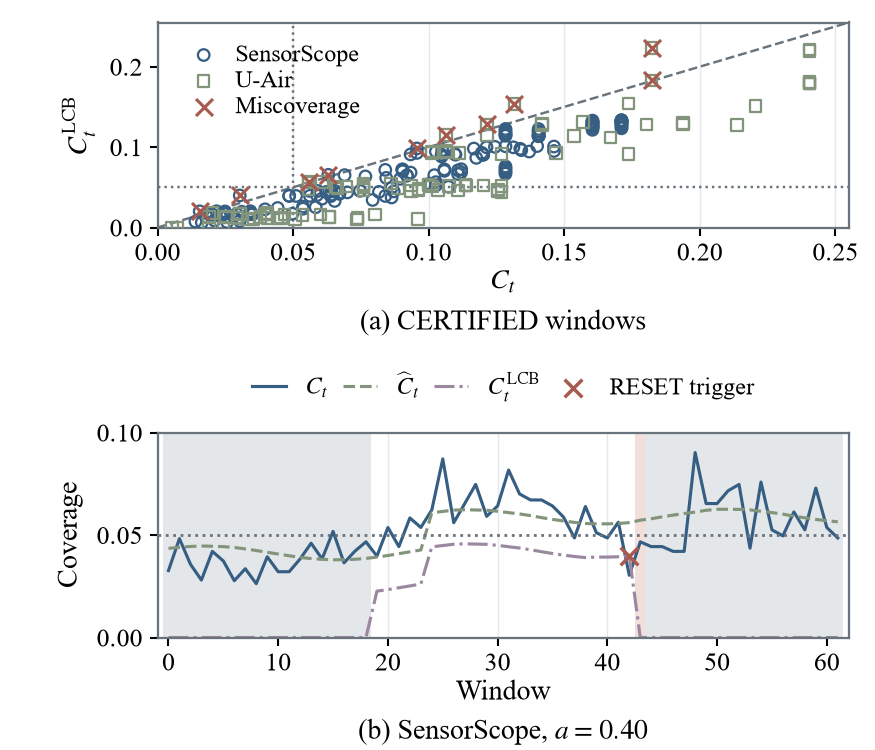 SensorScope
U-Air
Miscoverage
C_t^LCB
0.2
0.1
0.0
0.00 0.05 0.10 0.15 0.20 0.25
C_t
(a) CERTIFIED windows
C_t Ĉ_t C_t^LCB RESET trigger
Coverage
0.10
0.05
0.00
0 10 20 30 40 50 60
Window
(b) SensorScope, a = 0.40